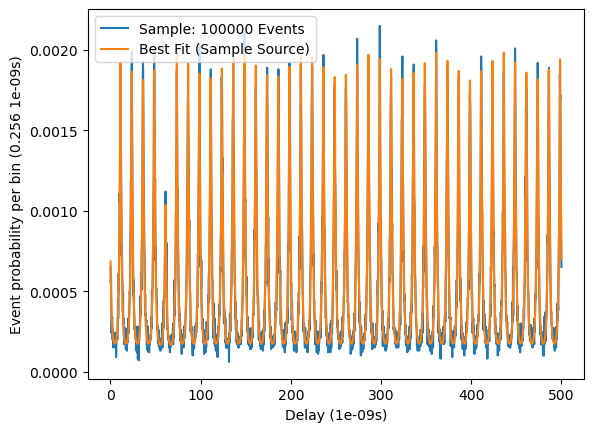 Sample: 100000 Events
Best Fit (Sample Source)
Event probability per bin (0.256 1e-09s)
0.0020
0.0015
0.0010
0.0005
0.0000
0
100
200
300
400
500
Delay (1e-09s)